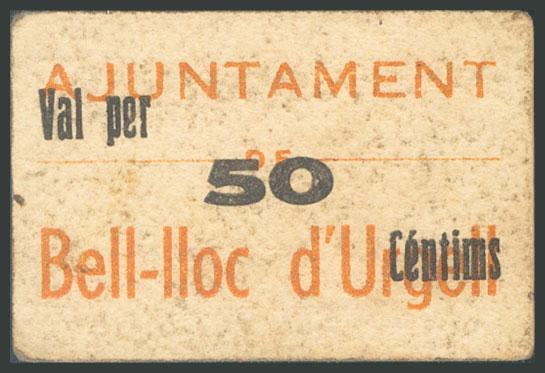 AJUNTAMENT
Val per
DE
50
Bell-lloc d'Urgell
Céntims